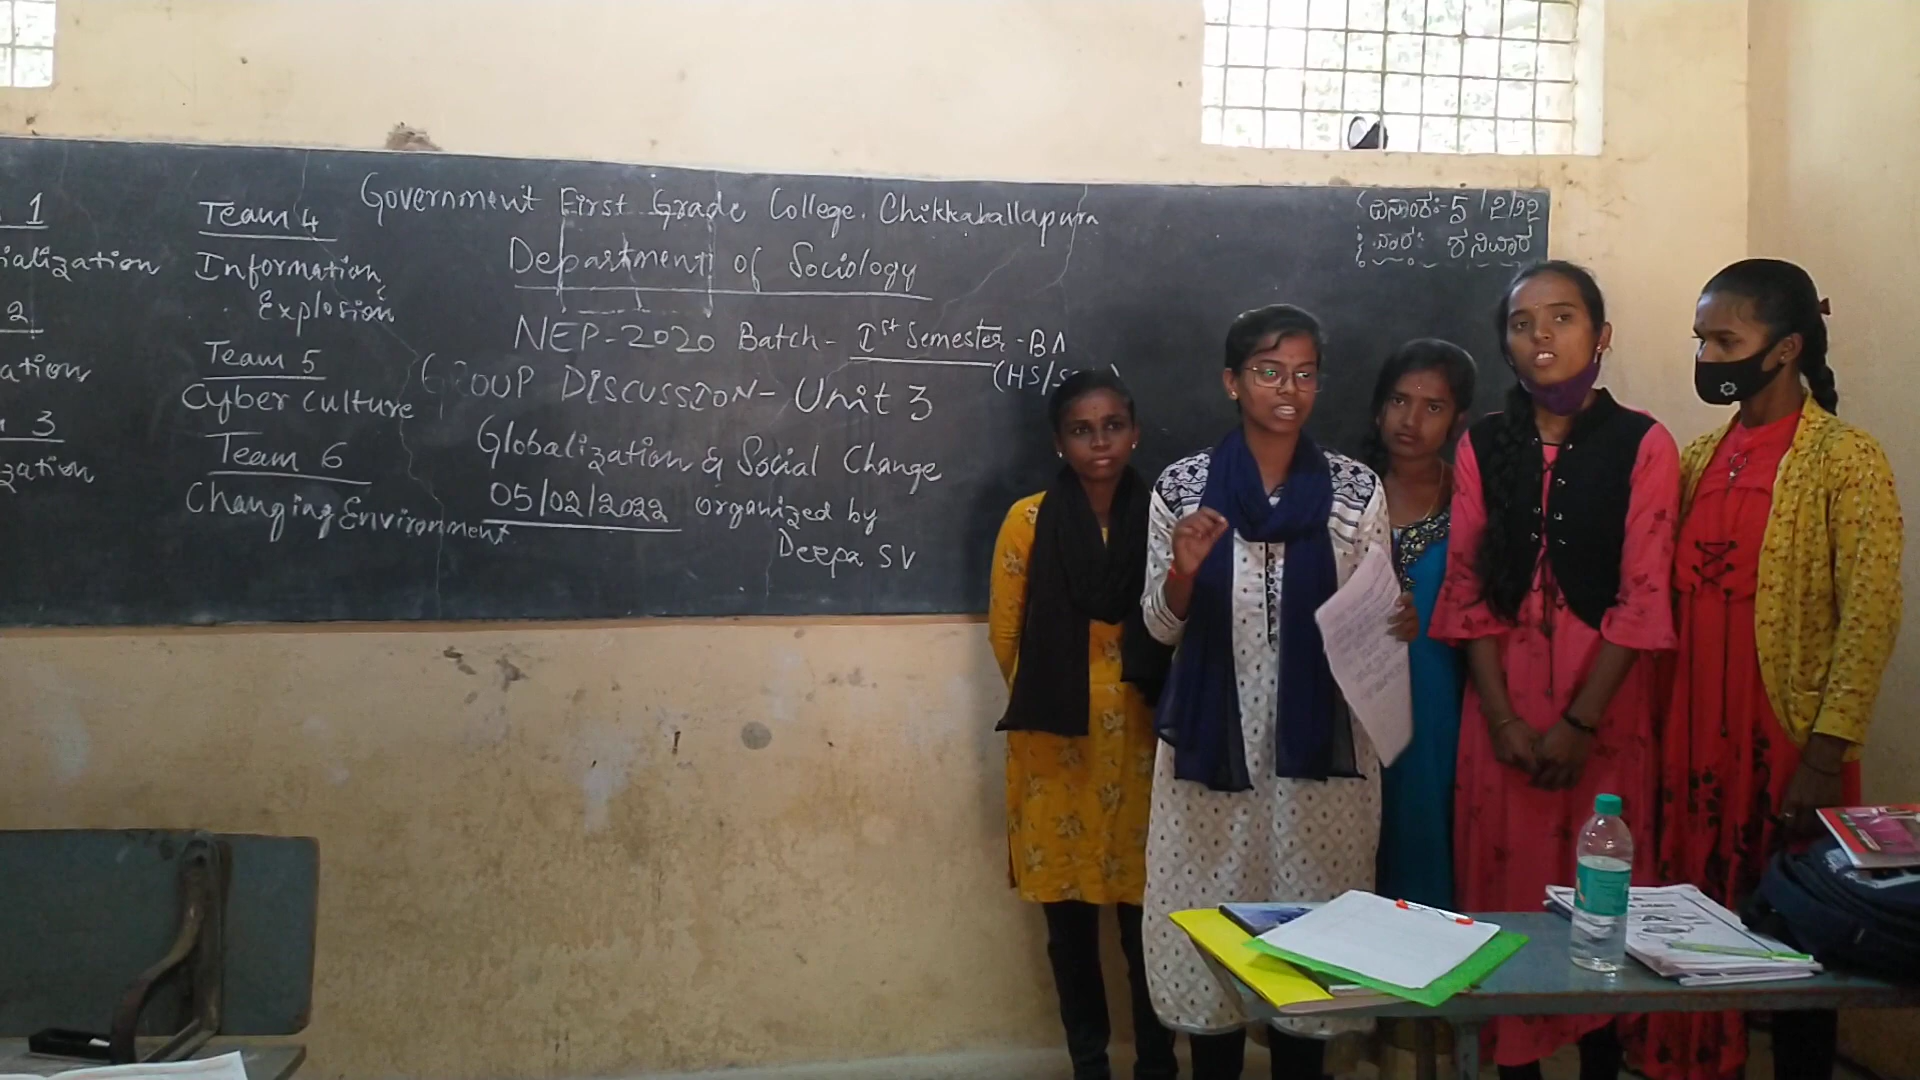 1
ialization
2
ation
3
zation
Team 4
Information
Explosion
Team 5
Cyber culture
Team 6
Changing Environment
Government First Grade College. Chikkaballapura
Department of Sociology
NEP-2020 Batch - Ist Semester - BA
(HS/
GROUP DISCUSSION - Unit 3
Globalization & Social Change
05/02/2022 organized by
Deepa S V
ದಿನಾಂಕ:- 5/2/22
ವಾರ: ಶನಿವಾರ